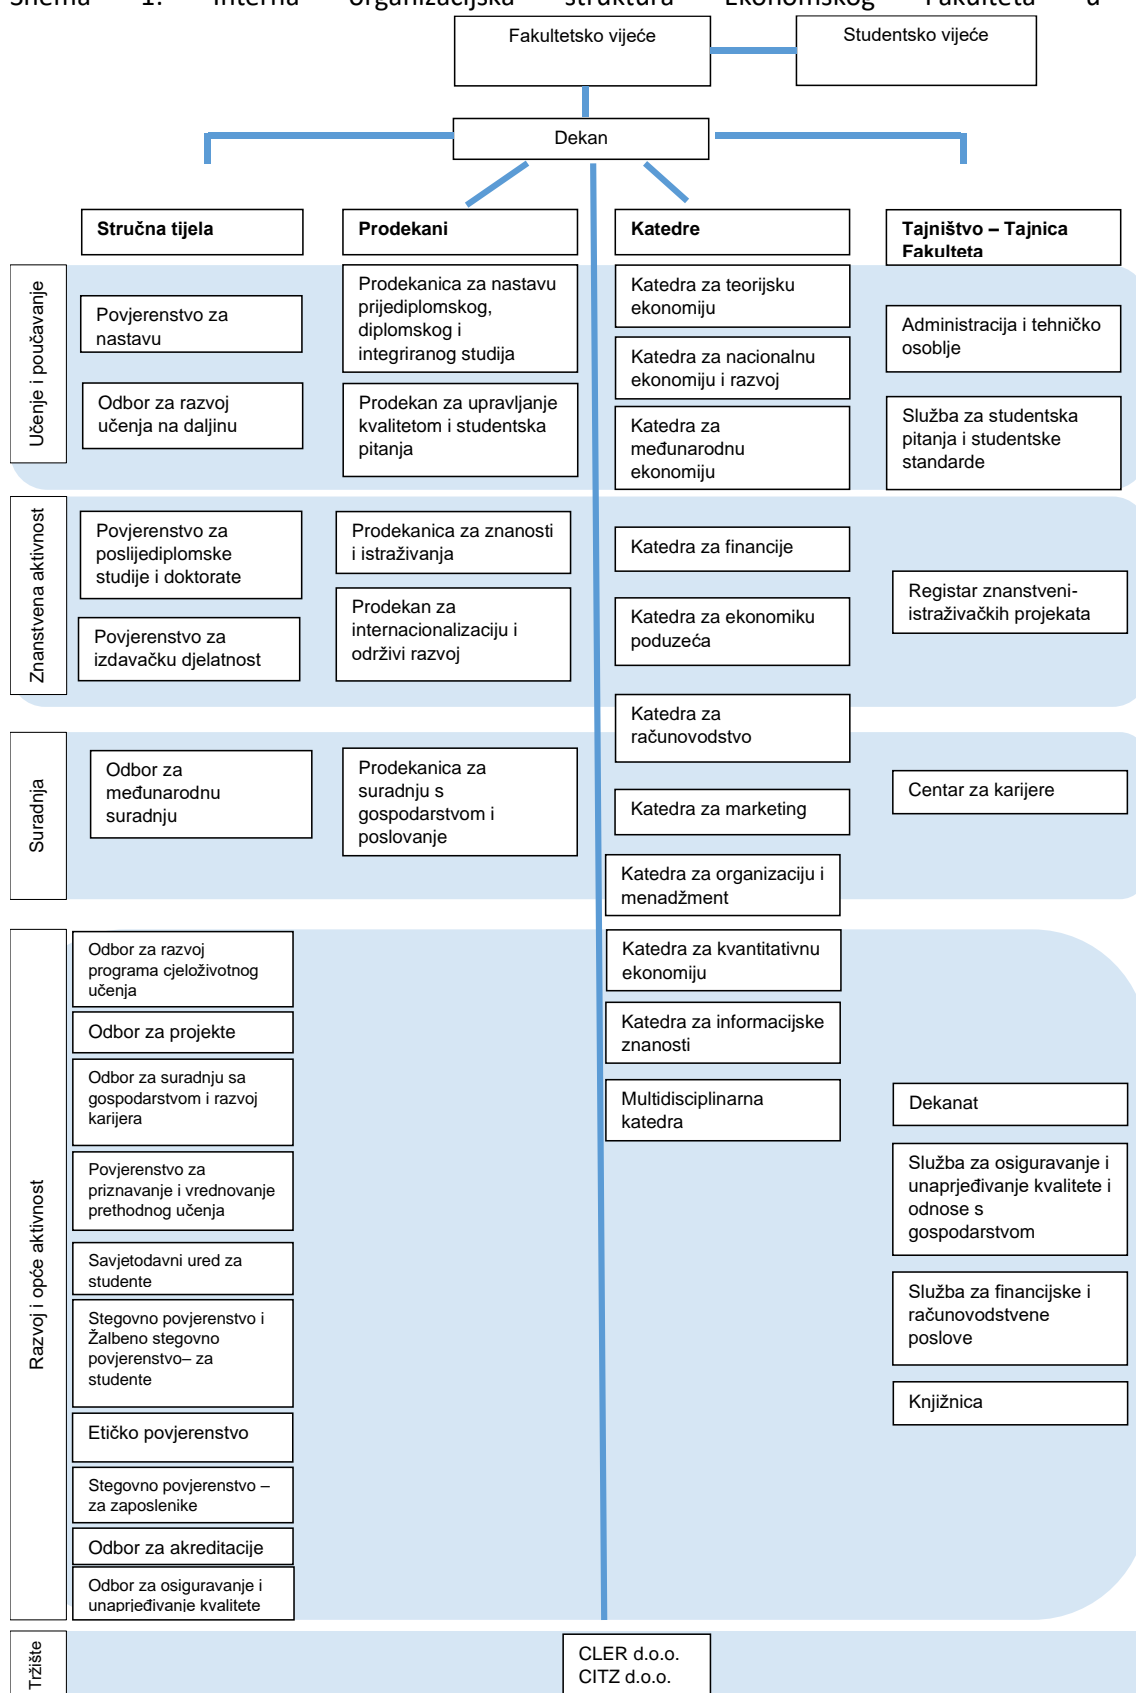 Shema 1. Interna organizacijska struktura Ekonomskog Fakulteta u
Fakultetsko vijeće
Studentsko vijeće
Dekan
Stručna tijela
Prodekani
Katedre
Tajništvo – Tajnica
Fakulteta
Učenje i poučavanje
Povjerenstvo za
nastavu
Odbor za razvoj
učenja na daljinu
Prodekanica za nastavu
prijediplomskog,
diplomskog i
integriranog studija
Prodekan za upravljanje
kvalitetom i studentska
pitanja
Katedra za teorijsku
ekonomiju
Katedra za nacionalnu
ekonomiju i razvoj
Katedra za
međunarodnu
ekonomiju
Administracija i tehničko
osoblje
Služba za studentska
pitanja i studentske
standarde
Znanstvena aktivnost
Povjerenstvo za
poslijediplomske
studije i doktorate
Povjerenstvo za
izdavačku djelatnost
Prodekanica za znanosti
i istraživanja
Prodekan za
internacionalizaciju i
održivi razvoj
Katedra za financije
Katedra za ekonomiku
poduzeća
Katedra za
računovodstvo
Registar znanstveni-
istraživačkih projekata
Suradnja
Odbor za
međunarodnu
suradnju
Prodekanica za
suradnju s
gospodarstvom i
poslovanje
Katedra za marketing
Katedra za organizaciju i
menadžment
Centar za karijere
Razvoj i opće aktivnost
Odbor za razvoj
programa cjeloživotnog
učenja
Odbor za projekte
Odbor za suradnju sa
gospodarstvom i razvoj
karijera
Povjerenstvo za
priznavanje i vrednovanje
prethodnog učenja
Savjetodavni ured za
studente
Stegovno povjerenstvo i
Žalbeno stegovno
povjerenstvo– za
studente
Etičko povjerenstvo
Stegovno povjerenstvo –
za zaposlenike
Odbor za akreditacije
Odbor za osiguravanje i
unaprjeđivanje kvalitete
Katedra za kvantitativnu
ekonomiju
Katedra za informacijske
znanosti
Multidisciplinarna
katedra
Dekanat
Služba za osiguravanje i
unaprjeđivanje kvalitete i
odnose s
gospodarstvom
Služba za financijske i
računovodstvene
poslove
Knjižnica
Tržište
CLER d.o.o.
CITZ d.o.o.